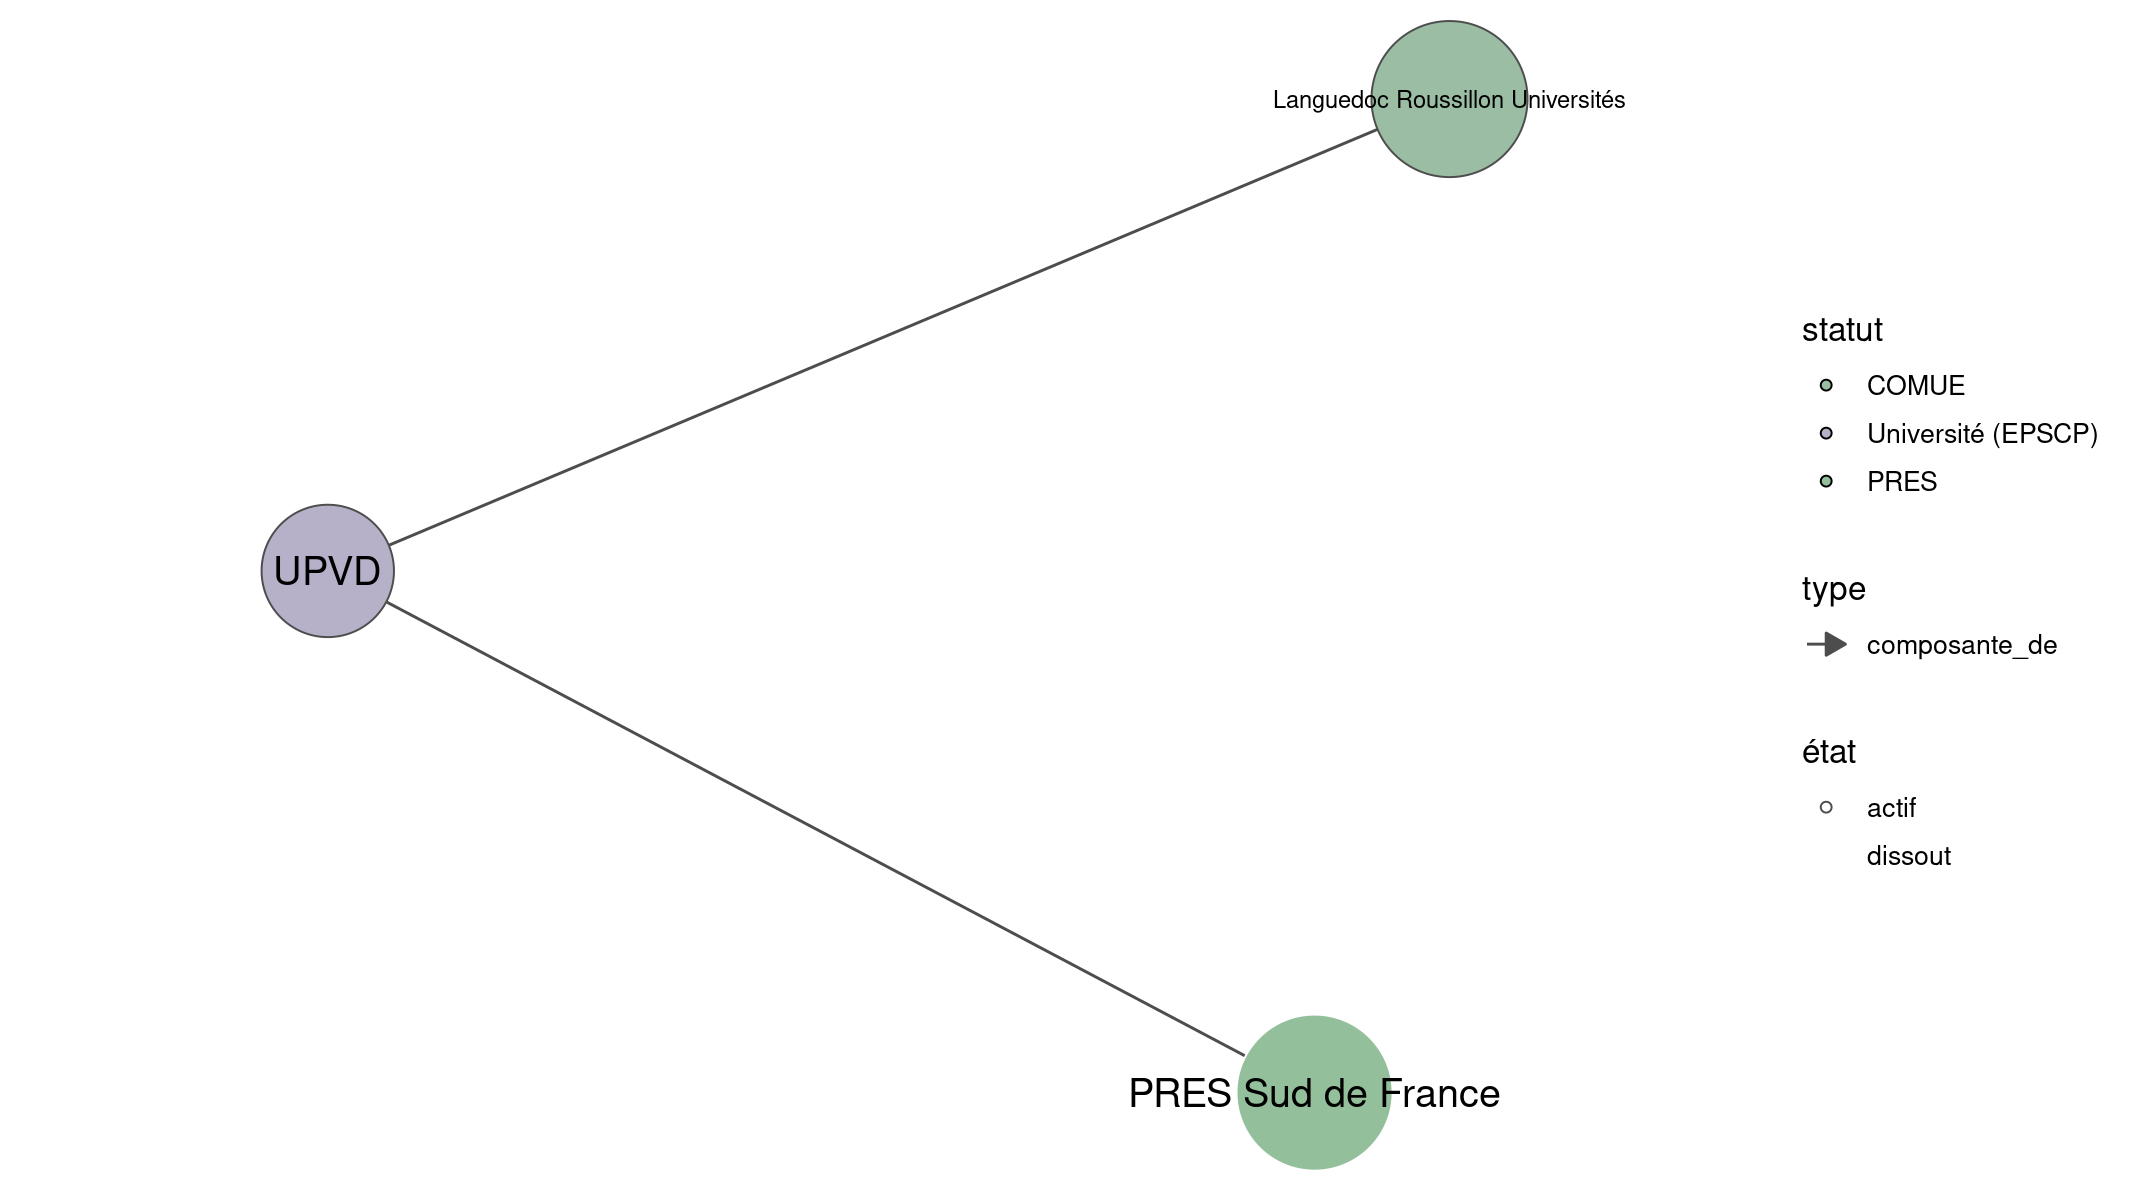 Languedoc Roussillon Universités
UPVD
PRES Sud de France
statut
COMUE
Université (EPSCP)
PRES
type
composante_de
état
actif
dissout